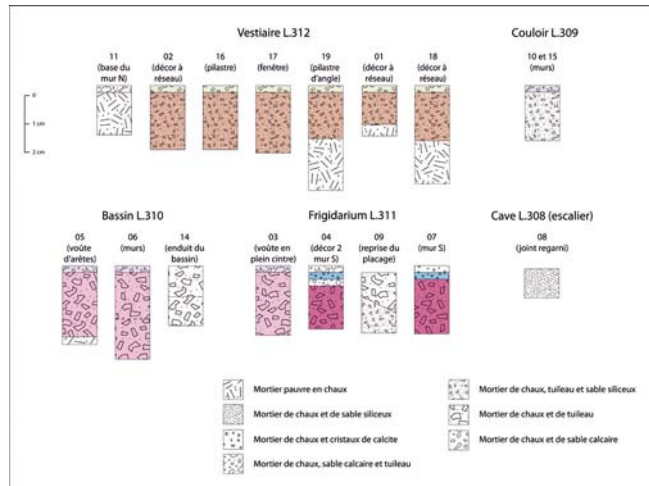 Vestiaire L.312
Couloir L.309
11
(base du
mur N)
02
(décor à
réseau)
16
(pilastre)
17
(fenêtre)
19
(pilastre
d'angle)
01
(décor à
réseau)
18
(décor à
réseau)
10 et 15
(murs)
0
1 cm
2 cm
Bassin L.310
Frigidarium L.311
Cave L.308 (escalier)
05
(voûte
d'arêtes)
06
(murs)
14
(enduit du
bassin)
03
(voûte en
plein cintre)
04
(décor 2
mur S)
09
(reprise du
placage)
07
(mur S)
08
(joint regarni)
Mortier pauvre en chaux
Mortier de chaux et de sable siliceux
Mortier de chaux et cristaux de calcite
Mortier de chaux, sable calcaire et tuileau
Mortier de chaux, tuileau et sable siliceux
Mortier de chaux et de tuileau
Mortier de chaux et de sable calcaire